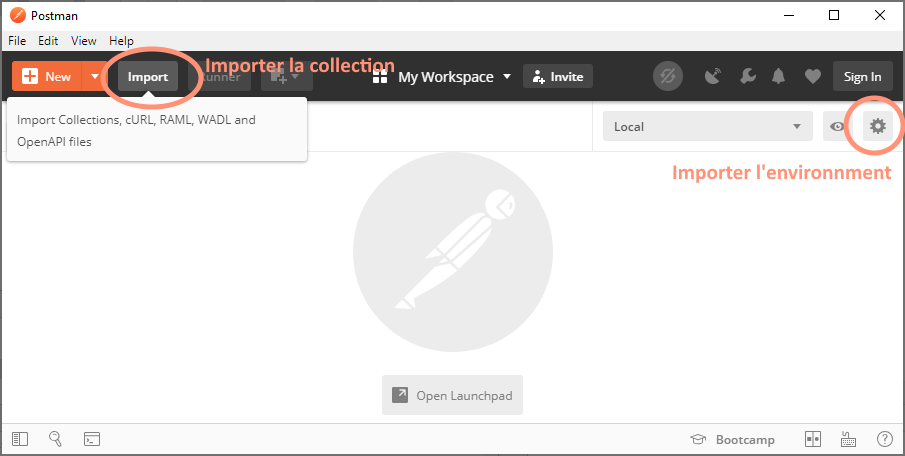 Postman
File Edit View Help
Importer la collection
New Import Runner My Workspace Invite Sign In
Import Collections, cURL, RAML, WADL and
OpenAPI files
Local
Importer l'environnment
Open Launchpad
Bootcamp